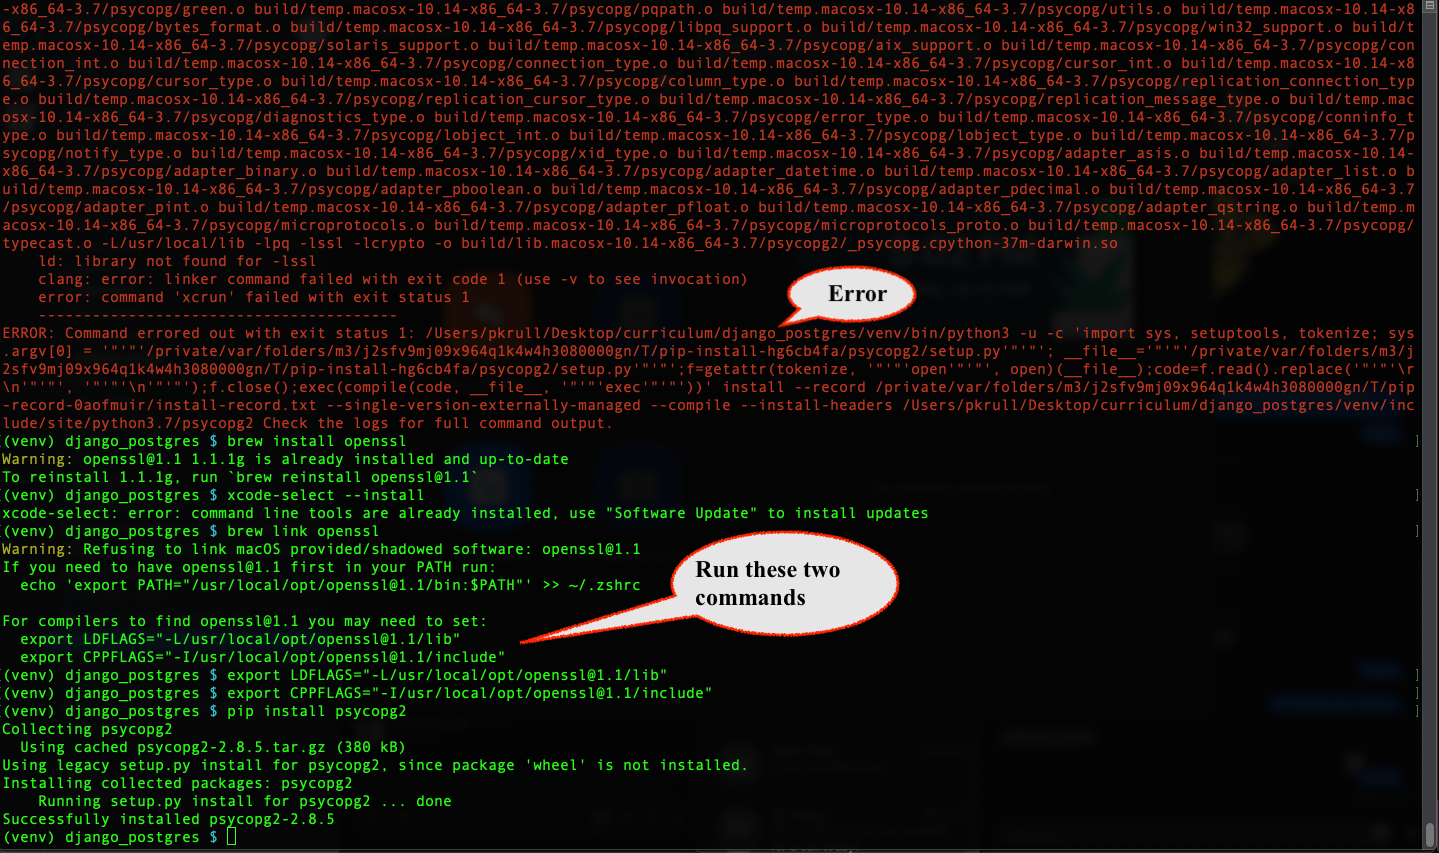 -x86_64-3.7/psycopg/green.o build/temp.macosx-10.14-x86_64-3.7/psycopg/pqpath.o build/temp.macosx-10.14-x86_64-3.7/psycopg/utils.o build/temp.macosx-10.14-x8
6_64-3.7/psycopg/bytes_format.o build/temp.macosx-10.14-x86_64-3.7/psycopg/libpq_support.o build/temp.macosx-10.14-x86_64-3.7/psycopg/win32_support.o build/t
emp.macosx-10.14-x86_64-3.7/psycopg/solaris_support.o build/temp.macosx-10.14-x86_64-3.7/psycopg/aix_support.o build/temp.macosx-10.14-x86_64-3.7/psycopg/con
nection_int.o build/temp.macosx-10.14-x86_64-3.7/psycopg/connection_type.o build/temp.macosx-10.14-x86_64-3.7/psycopg/cursor_int.o build/temp.macosx-10.14-x8
6_64-3.7/psycopg/cursor_type.o build/temp.macosx-10.14-x86_64-3.7/psycopg/column_type.o build/temp.macosx-10.14-x86_64-3.7/psycopg/replication_connection_typ
e.o build/temp.macosx-10.14-x86_64-3.7/psycopg/replication_cursor_type.o build/temp.macosx-10.14-x86_64-3.7/psycopg/replication_message_type.o build/temp.mac
osx-10.14-x86_64-3.7/psycopg/diagnostics_type.o build/temp.macosx-10.14-x86_64-3.7/psycopg/error_type.o build/temp.macosx-10.14-x86_64-3.7/psycopg/conninfo_t
ype.o build/temp.macosx-10.14-x86_64-3.7/psycopg/lobject_int.o build/temp.macosx-10.14-x86_64-3.7/psycopg/lobject_type.o build/temp.macosx-10.14-x86_64-3.7/p
sycopg/notify_type.o build/temp.macosx-10.14-x86_64-3.7/psycopg/xid_type.o build/temp.macosx-10.14-x86_64-3.7/psycopg/adapter_asis.o build/temp.macosx-10.14-
x86_64-3.7/psycopg/adapter_binary.o build/temp.macosx-10.14-x86_64-3.7/psycopg/adapter_datetime.o build/temp.macosx-10.14-x86_64-3.7/psycopg/adapter_list.o b
uild/temp.macosx-10.14-x86_64-3.7/psycopg/adapter_pboolean.o build/temp.macosx-10.14-x86_64-3.7/psycopg/adapter_pdecimal.o build/temp.macosx-10.14-x86_64-3.7
/psycopg/adapter_pint.o build/temp.macosx-10.14-x86_64-3.7/psycopg/adapter_pfloat.o build/temp.macosx-10.14-x86_64-3.7/psycopg/adapter_qstring.o build/temp.m
acosx-10.14-x86_64-3.7/psycopg/microprotocols.o build/temp.macosx-10.14-x86_64-3.7/psycopg/microprotocols_proto.o build/temp.macosx-10.14-x86_64-3.7/psycopg/
typecast.o -L/usr/local/lib -lpq -lssl -lcrypto -o build/lib.macosx-10.14-x86_64-3.7/psycopg2/_psycopg.cpython-37m-darwin.so
ld: library not found for -lssl
clang: error: linker command failed with exit code 1 (use -v to see invocation)
error: command 'xcrun' failed with exit status 1
----------------------------------------
Error
ERROR: Command errored out with exit status 1: /Users/pkrull/Desktop/curriculum/django_postgres/venv/bin/python3 -u -c 'import sys, setuptools, tokenize; sys
.argv[0] = '"'"'/private/var/folders/m3/j2sfv9mj09x964q1k4w4h3080000gn/T/pip-install-hg6cb4fa/psycopg2/setup.py'"'"'; __file__='"'"'/private/var/folders/m3/j
2sfv9mj09x964q1k4w4h3080000gn/T/pip-install-hg6cb4fa/psycopg2/setup.py'"'"';f=getattr(tokenize, '"'"'open'"'"', open)(__file__);code=f.read().replace('"'"'\r
\n'"'"', '"'"'\n'"'"');f.close();exec(compile(code, __file__, '"'"'exec'"'"'))' install --record /private/var/folders/m3/j2sfv9mj09x964q1k4w4h3080000gn/T/pip
-record-0aofmuir/install-record.txt --single-version-externally-managed --compile --install-headers /Users/pkrull/Desktop/curriculum/django_postgres/venv/inc
lude/site/python3.7/psycopg2 Check the logs for full command output.
(venv) django_postgres $ brew install openssl
Warning: openssl@1.1 1.1.1g is already installed and up-to-date
To reinstall 1.1.1g, run `brew reinstall openssl@1.1`
(venv) django_postgres $ xcode-select --install
xcode-select: error: command line tools are already installed, use "Software Update" to install updates
(venv) django_postgres $ brew link openssl
Warning: Refusing to link macOS provided/shadowed software: openssl@1.1
If you need to have openssl@1.1 first in your PATH run:
echo 'export PATH="/usr/local/opt/openssl@1.1/bin:$PATH"' >> ~/.zshrc
Run these two
commands
For compilers to find openssl@1.1 you may need to set:
export LDFLAGS="-L/usr/local/opt/openssl@1.1/lib"
export CPPFLAGS="-I/usr/local/opt/openssl@1.1/include"
(venv) django_postgres $ export LDFLAGS="-L/usr/local/opt/openssl@1.1/lib"
(venv) django_postgres $ export CPPFLAGS="-I/usr/local/opt/openssl@1.1/include"
(venv) django_postgres $ pip install psycopg2
Collecting psycopg2
Using cached psycopg2-2.8.5.tar.gz (380 kB)
Using legacy setup.py install for psycopg2, since package 'wheel' is not installed.
Installing collected packages: psycopg2
Running setup.py install for psycopg2 ... done
Successfully installed psycopg2-2.8.5
(venv) django_postgres $